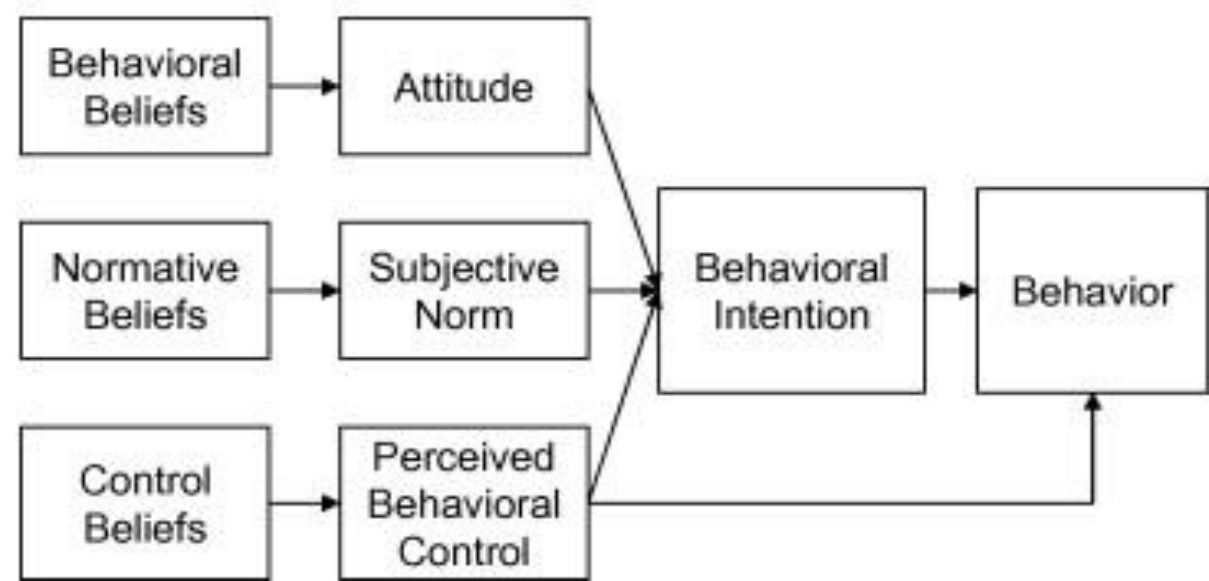 Behavioral
Beliefs
Attitude
Normative
Beliefs
Subjective
Norm
Control
Beliefs
Perceived
Behavioral
Control
Behavioral
Intention
Behavior